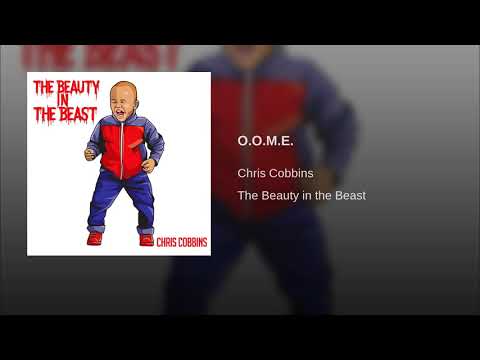 THE BEAUTY
IN
THE BEAST
CHRIS COBBINS
O.O.M.E.
Chris Cobbins
The Beauty in the Beast